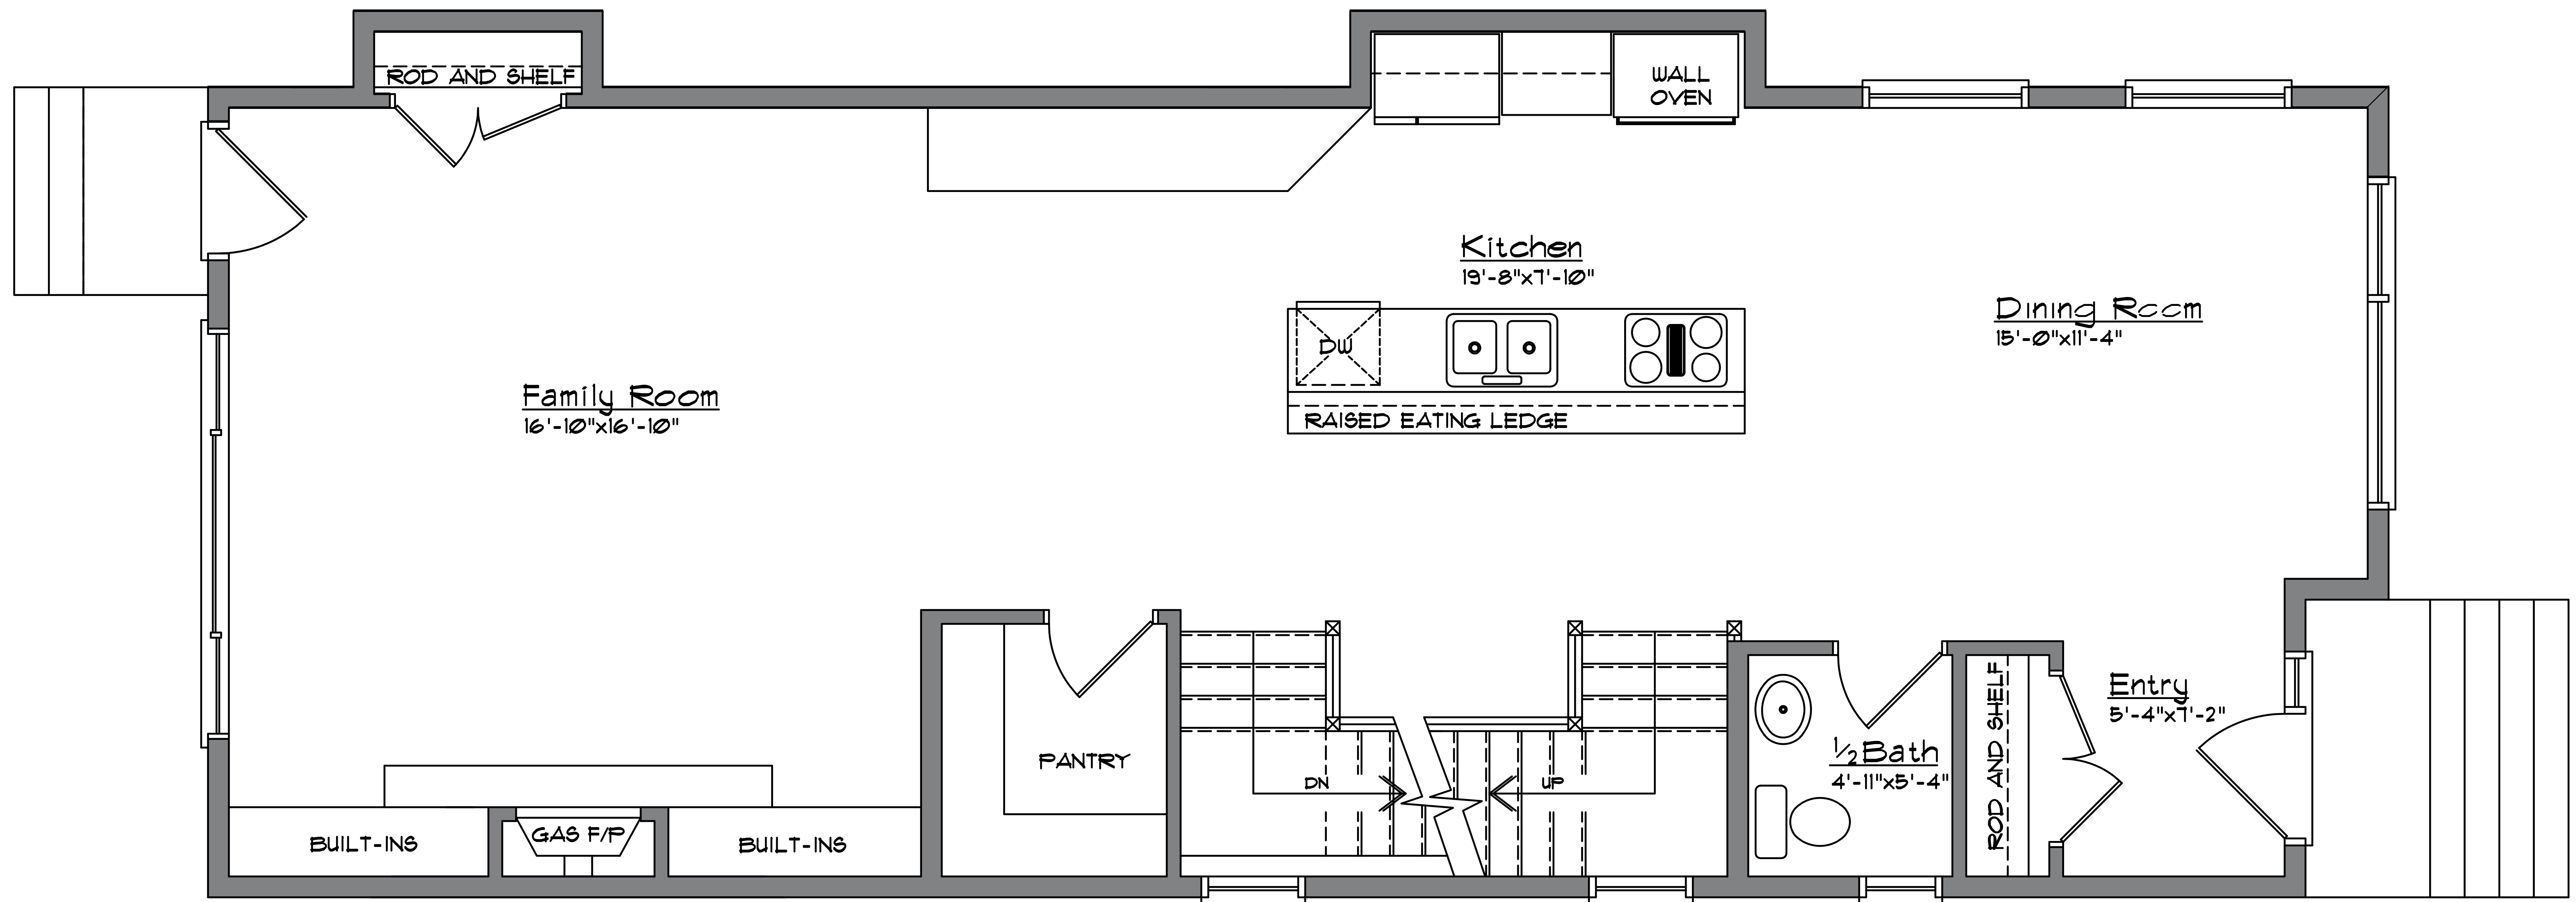 ROD AND SHELF
WALL
OVEN
Kitchen
19'-8"x7'-10"
Dining Room
15'-0"x11'-4"
DW
Family Room
16'-10"x16'-10"
RAISED EATING LEDGE
Entry
5'-4"x7'-2"
ROD AND SHELF
½Bath
4'-11"x5'-4"
PANTRY
DN
UP
BUILT-INS
GAS F/P
BUILT-INS